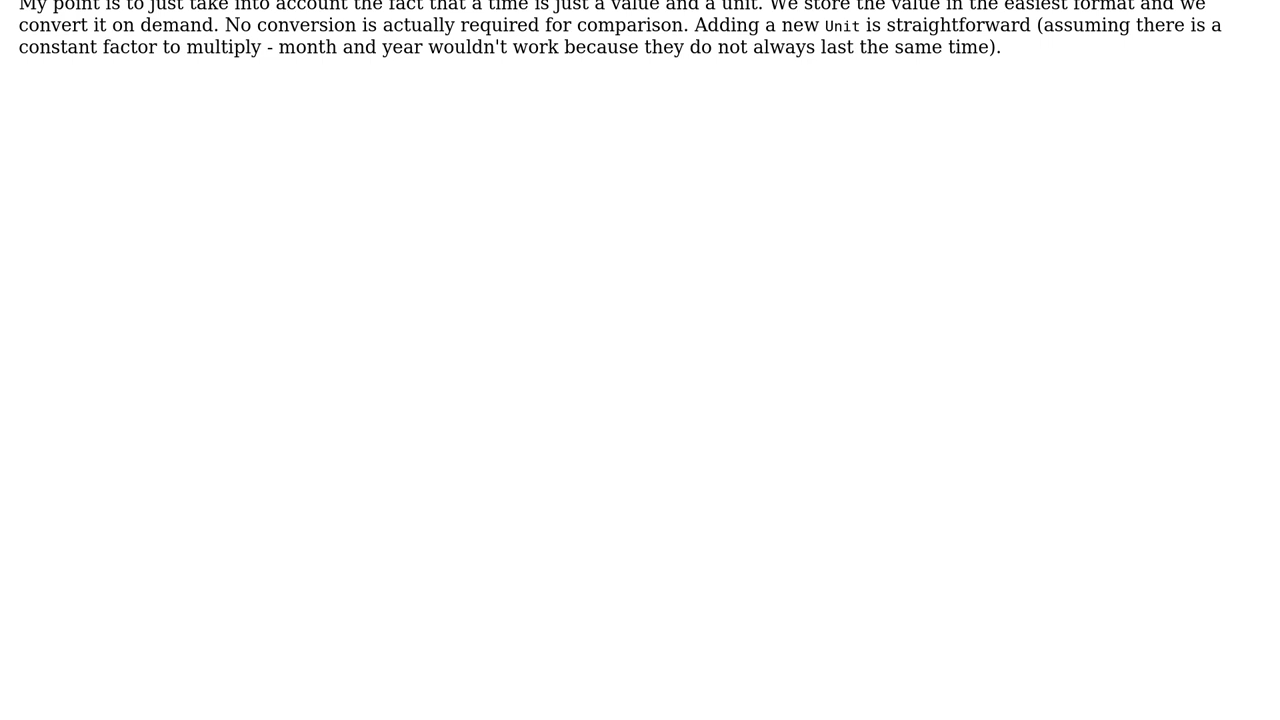 My point is to just take into account the fact that a time is just a value and a unit. We store the value in the easiest format and we
convert it on demand. No conversion is actually required for comparison. Adding a new Unit is straightforward (assuming there is a
constant factor to multiply - month and year wouldn't work because they do not always last the same time).